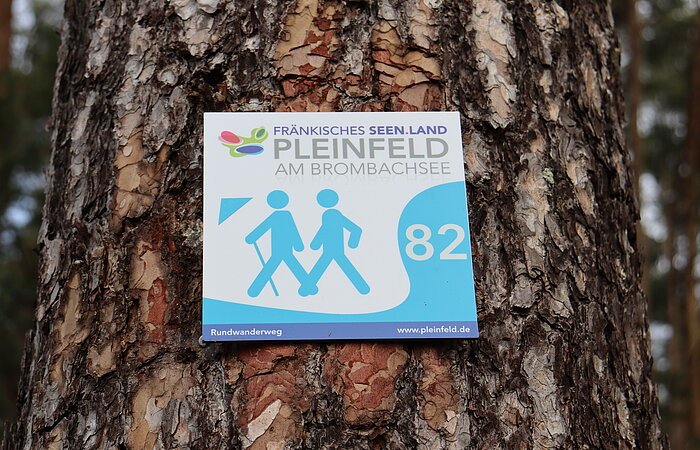 FRÄNKISCHES SEEN.LAND
PLEINFELD
AM BROMBACHSEE
82
Rundwanderweg www.pleinfeld.de